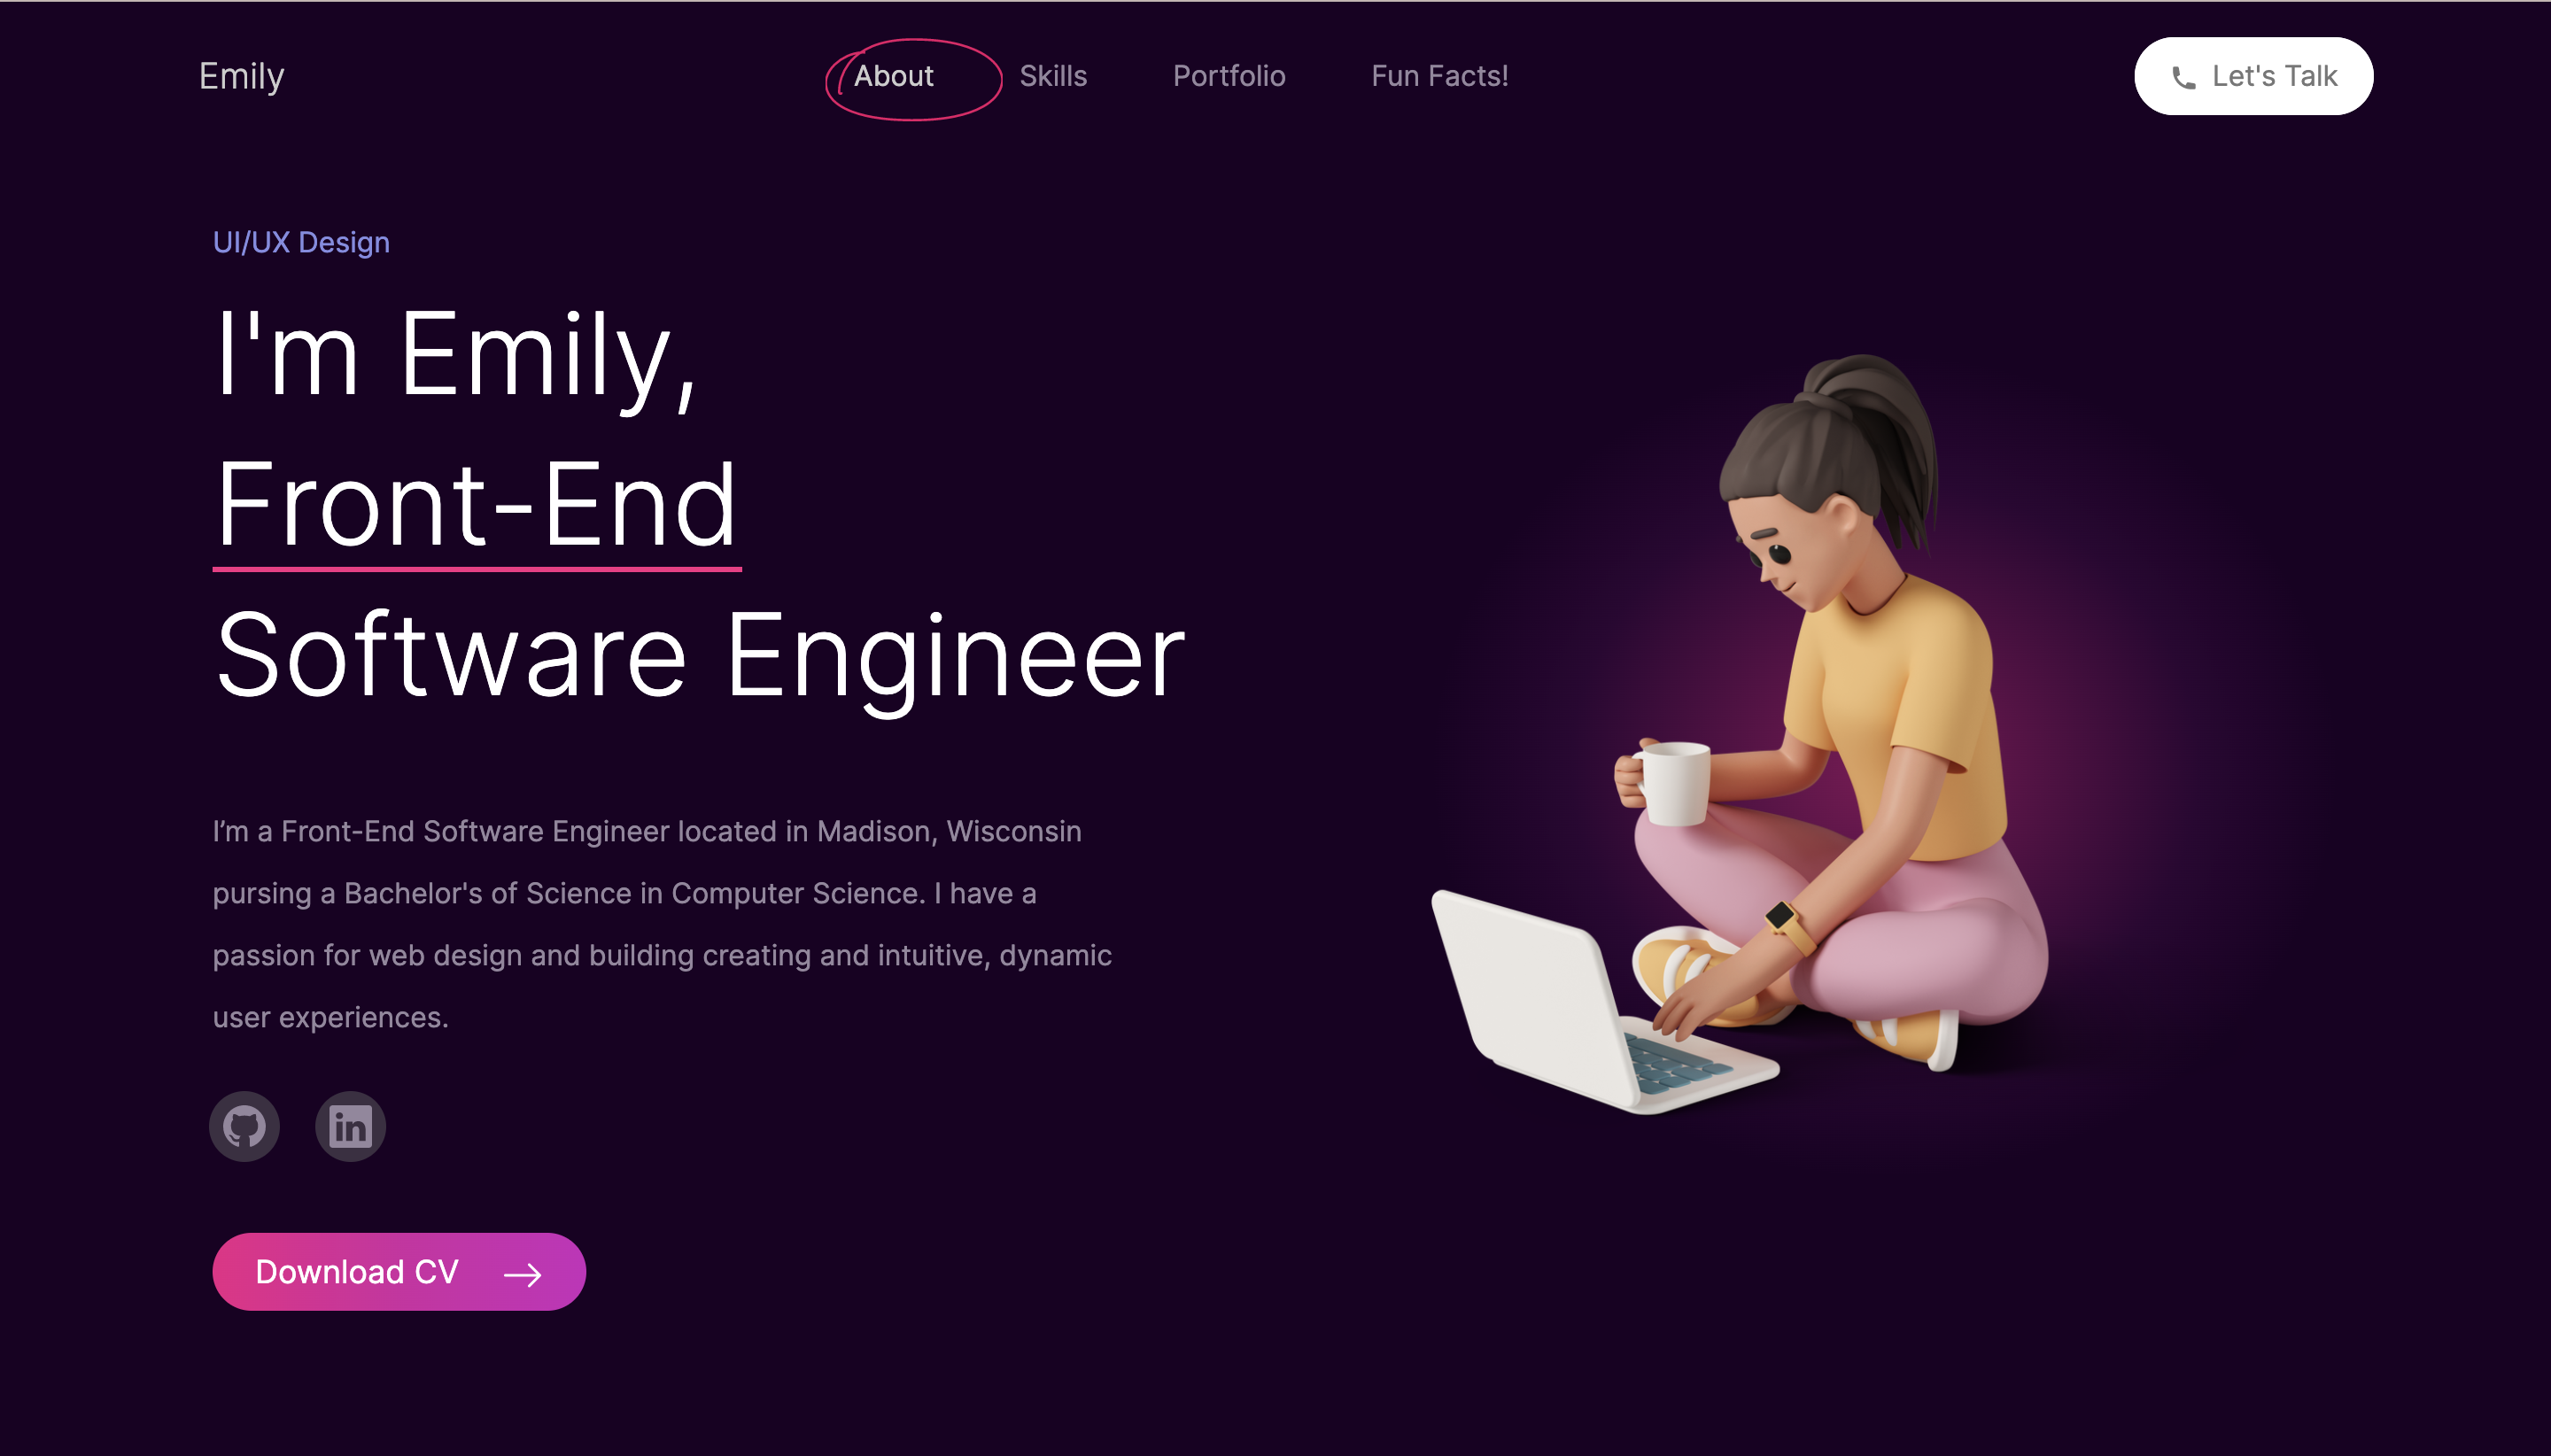 Emily
About
Skills
Portfolio
Fun Facts!
Let's Talk
UI/UX Design
I'm Emily,
Front-End
Software Engineer
I’m a Front-End Software Engineer located in Madison, Wisconsin
pursing a Bachelor's of Science in Computer Science. I have a
passion for web design and building creating and intuitive, dynamic
user experiences.
in
Download CV